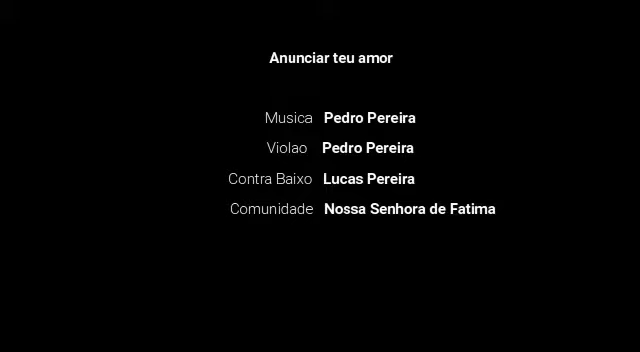 Anunciar teu amor
Musica Pedro Pereira
Violao Pedro Pereira
Contra Baixo Lucas Pereira
Comunidade Nossa Senhora de Fatima